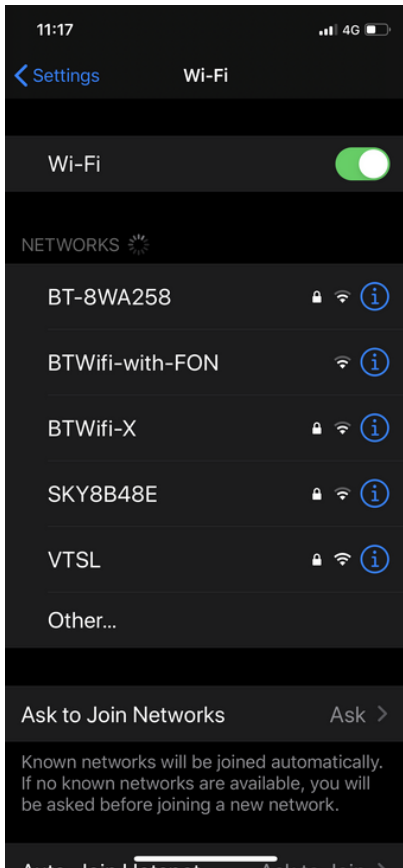 11:17 4G
Settings Wi-Fi
Wi-Fi
NETWORKS
BT-8WA258
BTWifi-with-FON
BTWifi-X
SKY8B48E
VTSL
Other...
Ask to Join Networks Ask
Known networks will be joined automatically.
If no known networks are available, you will
be asked before joining a new network.